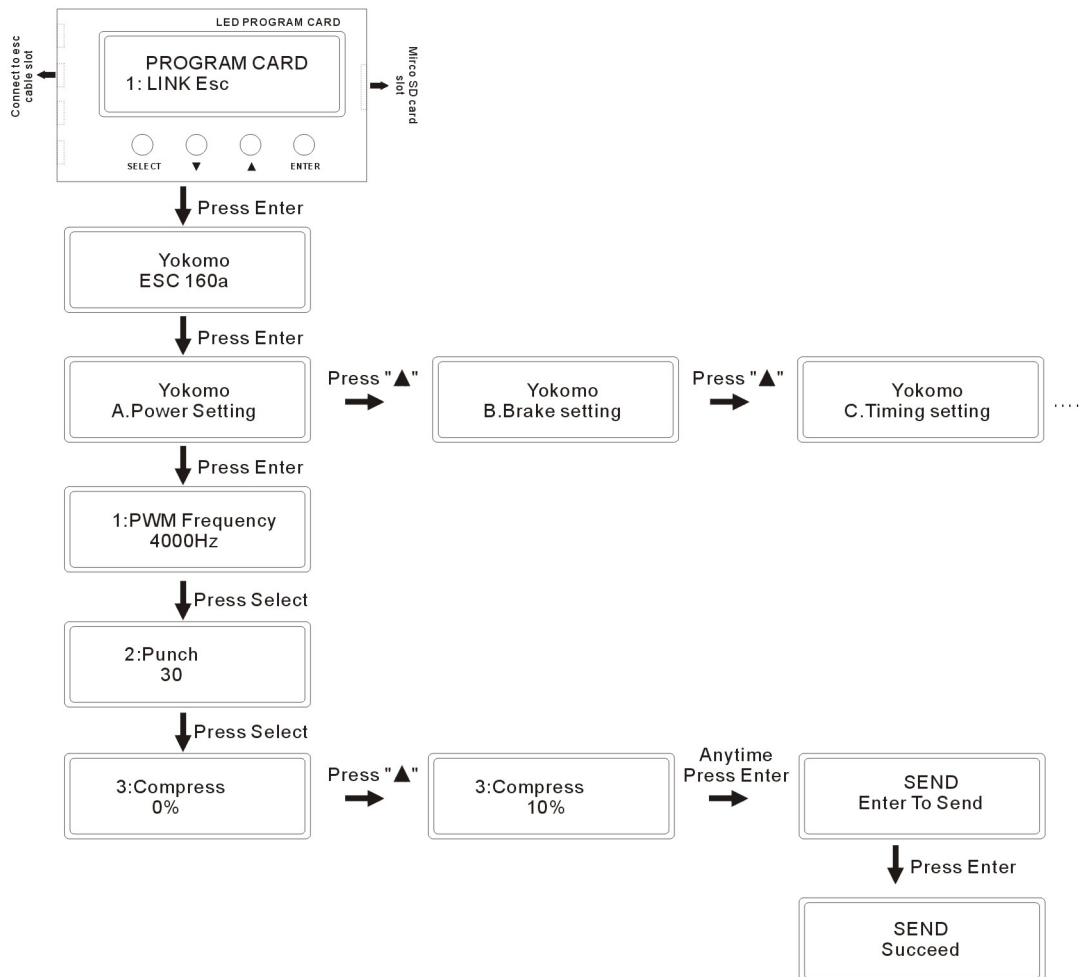 LED PROGRAM CARD
Connect to esc
cable slot
PROGRAM CARD
1: LINK Esc
Mirco SD card
slot
SELECT ▼ ▲ ENTER
Press Enter
Yokomo
ESC 160a
Press Enter
Yokomo
A.Power Setting
Press "▲"
Yokomo
B.Brake setting
Press "▲"
Yokomo
C.Timing setting
....
Press Enter
1:PWM Frequency
4000Hz
Press Select
2:Punch
30
Press Select
3:Compress
0%
Press "▲"
3:Compress
10%
Anytime
Press Enter
SEND
Enter To Send
Press Enter
SEND
Succeed